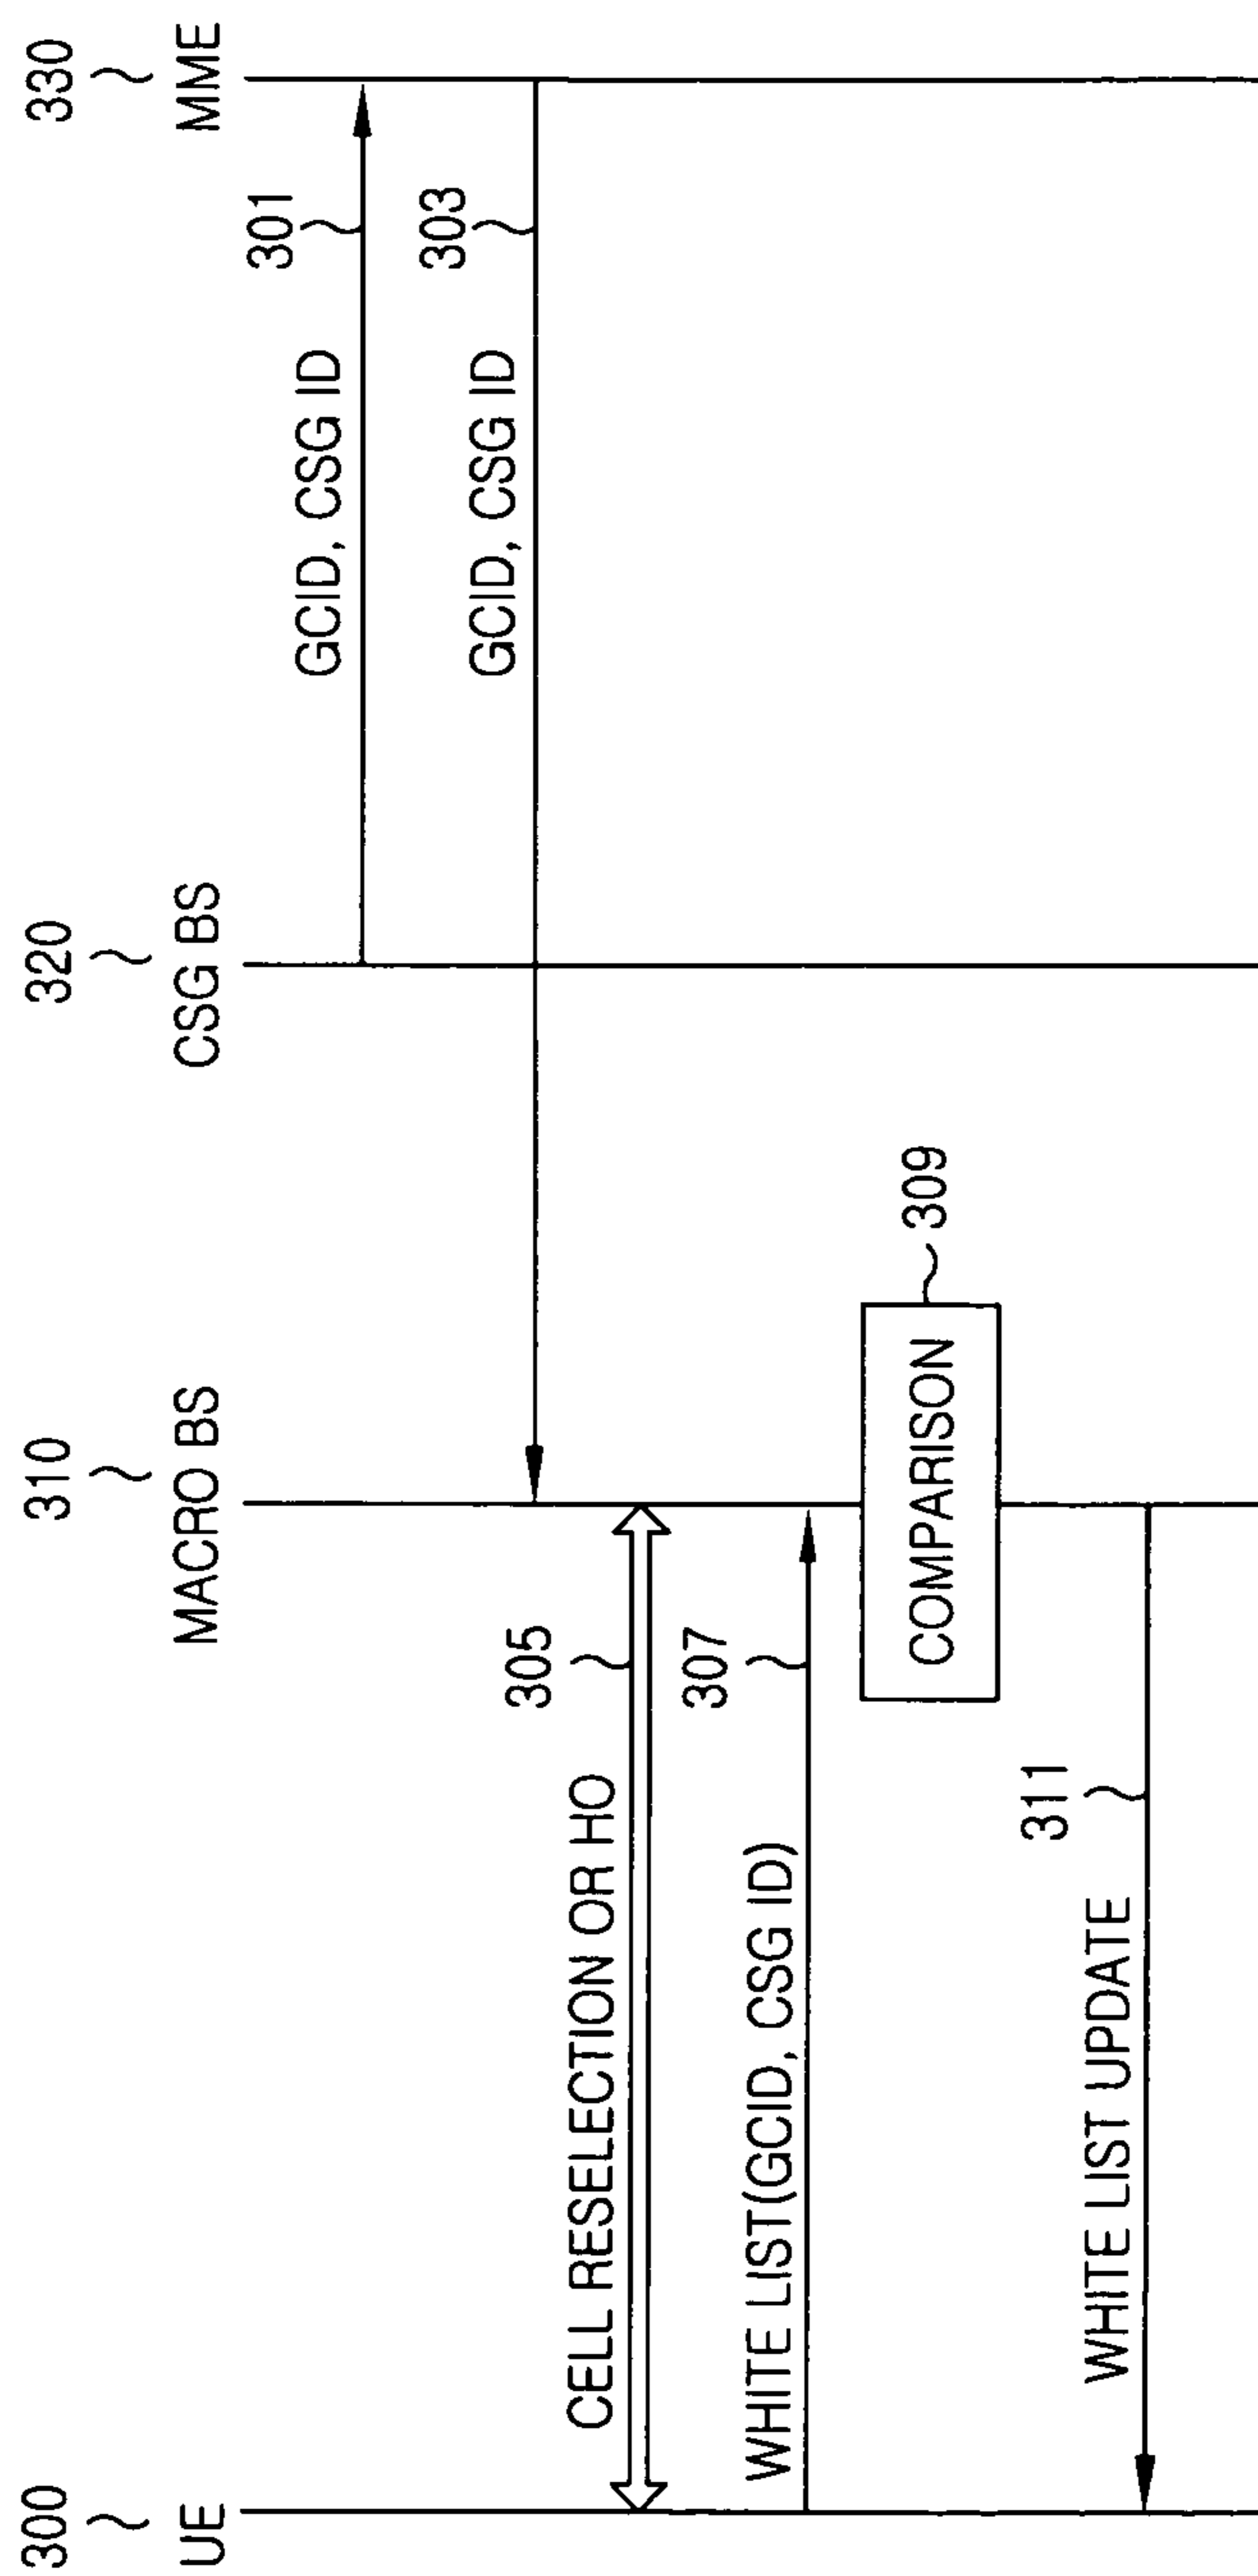 300
UE
310
MACRO BS
320
CSG BS
330
MME
GCID, CSG ID
301
GCID, CSG ID
303
CELL RESELECTION OR HO
305
WHITE LIST(GCID, CSG ID)
307
COMPARISON
309
WHITE LIST UPDATE
311